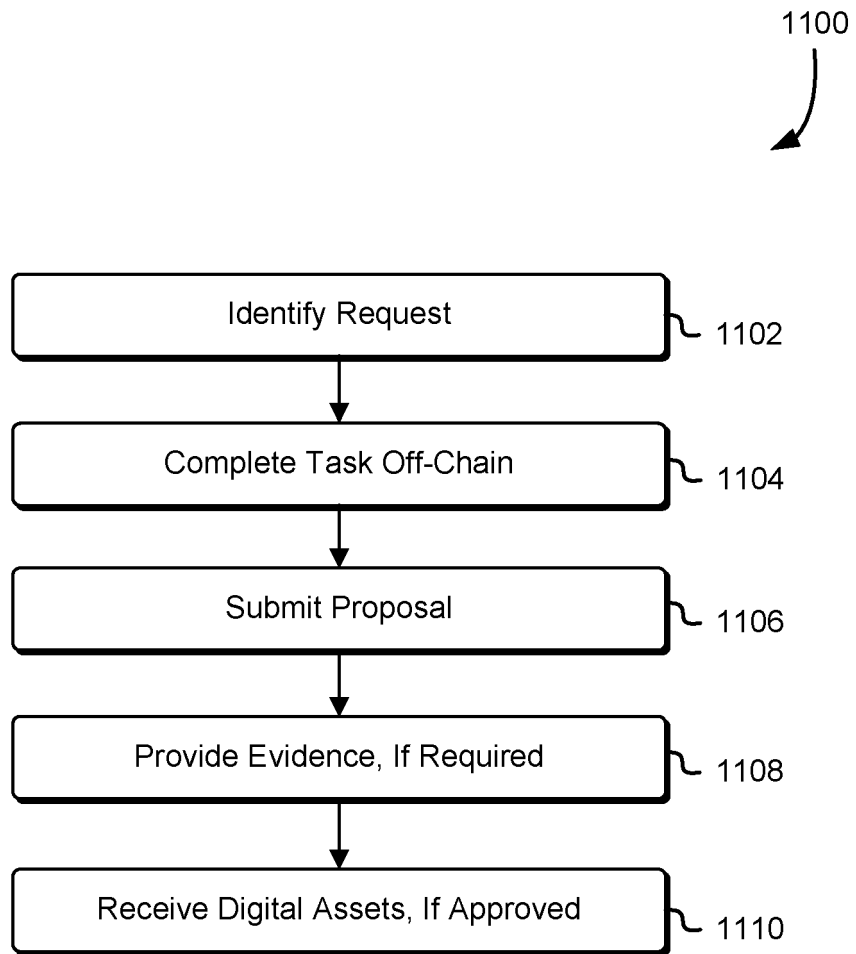 1100
Identify Request
1102
Complete Task Off-Chain
1104
Submit Proposal
1106
Provide Evidence, If Required
1108
Receive Digital Assets, If Approved
1110